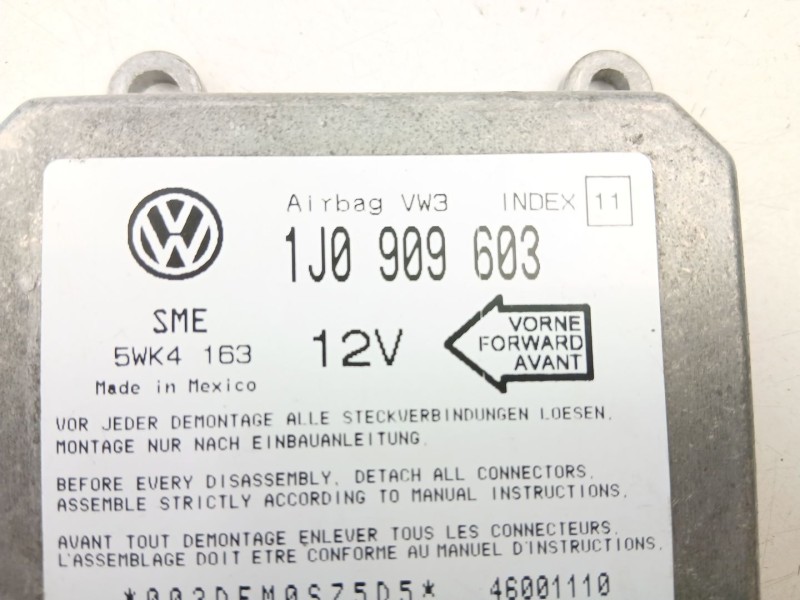 Airbag VW3 INDEX 11
1J0 909 603
SME
5WK4 163
Made in Mexico
12V
VORNE
FORWARD
AVANT
VOR JEDER DEMONTAGE ALLE STECKVERBINDUNGEN LOESEN.
MONTAGE NUR NACH EINBAUANLEITUNG.
BEFORE EVERY DISASSEMBLY, DETACH ALL CONNECTORS.
ASSEMBLE STRICTLY ACCORDING TO MANUAL INSTRUCTIONS.
AVANT TOUT DEMONTAGE ENLEVER TOUS LES CONNECTEURS.
L'ASSEMBLAGE DOIT ETRE CONFORME AU MANUEL D'INSTRUCTIONS.
46001110